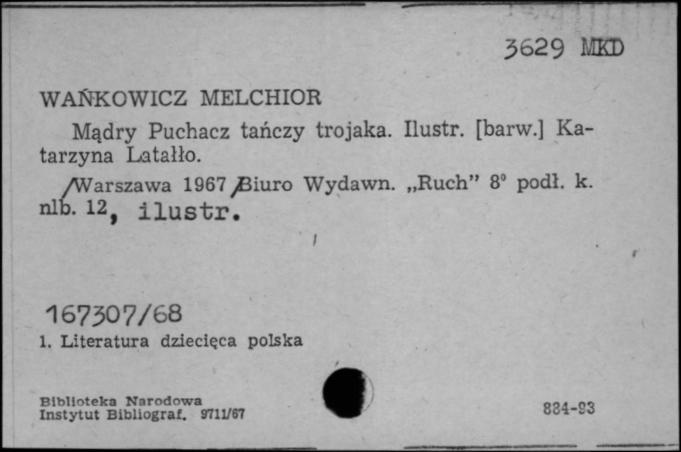 3629 MKD
WAŃKOWICZ MELCHIOR
Mądry Puchacz tańczy trojaka. Ilustr. [barw.] Ka-
tarzyna Latałło.
/Warszawa 1967/Biuro Wydawn. „Ruch” 8° podł. k.
nlb. 12, ilustr.
167307/68
1. Literatura dziecięca polska
Biblioteka Narodowa
Instytut Bibliograf. 9711/67
884-93